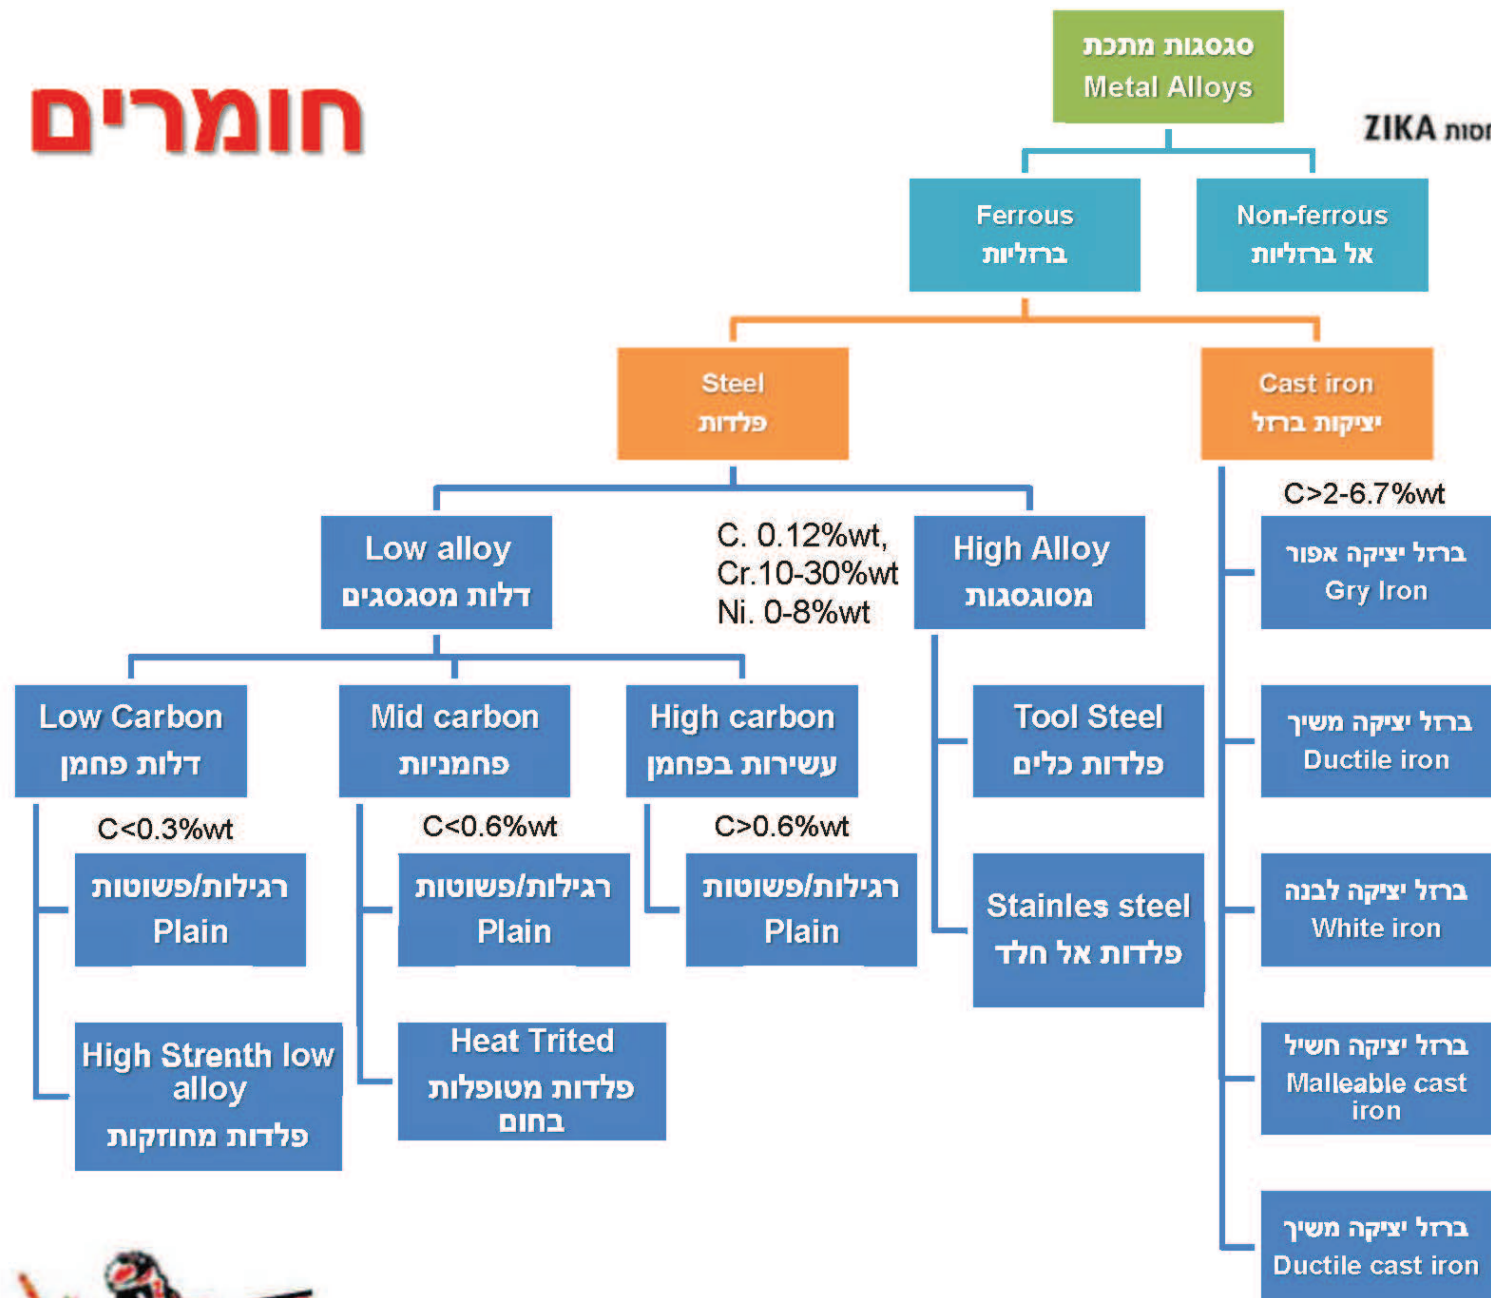 חומרים
סגסגות מתכת
Metal Alloys
ZIKA
Ferrous
ברזליות
Non-ferrous
אל ברזליות
Steel
פלדות
Cast iron
יציקות ברזל
C>2-6.7%wt
Low alloy
דלות מסגסגים
C. 0.12%wt,
Cr.10-30%wt
Ni. 0-8%wt
High Alloy
מסוגסגות
ברזל יציקה אפור
Gry Iron
Low Carbon
דלות פחמן
Mid carbon
פחמניות
High carbon
עשירות בפחמן
Tool Steel
פלדות כלים
ברזל יציקה משיך
Ductile iron
C<0.3%wt
C<0.6%wt
C>0.6%wt
רגילות/פשוטות
Plain
רגילות/פשוטות
Plain
רגילות/פשוטות
Plain
Stainles steel
פלדות אל חלד
ברזל יציקה לבנה
White iron
High Strenth low
alloy
פלדות מחוזקות
Heat Trited
פלדות מטופלות
בחום
ברזל יציקה חשיל
Malleable cast
iron
ברזל יציקה משיך
Ductile cast iron